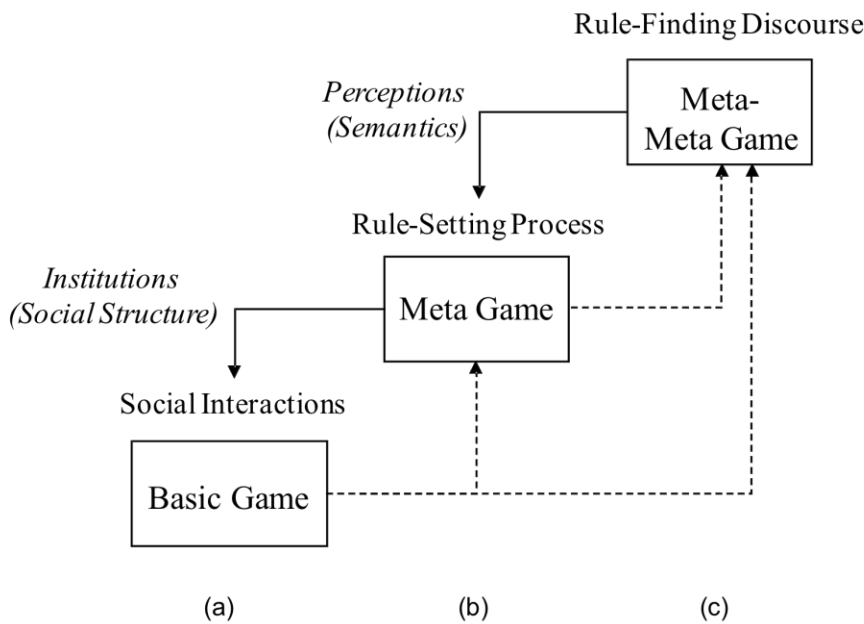 Rule-Finding Discourse
Perceptions
(Semantics)
Meta-
Meta Game
Rule-Setting Process
Institutions
(Social Structure)
Meta Game
Social Interactions
Basic Game
(a)
(b)
(c)